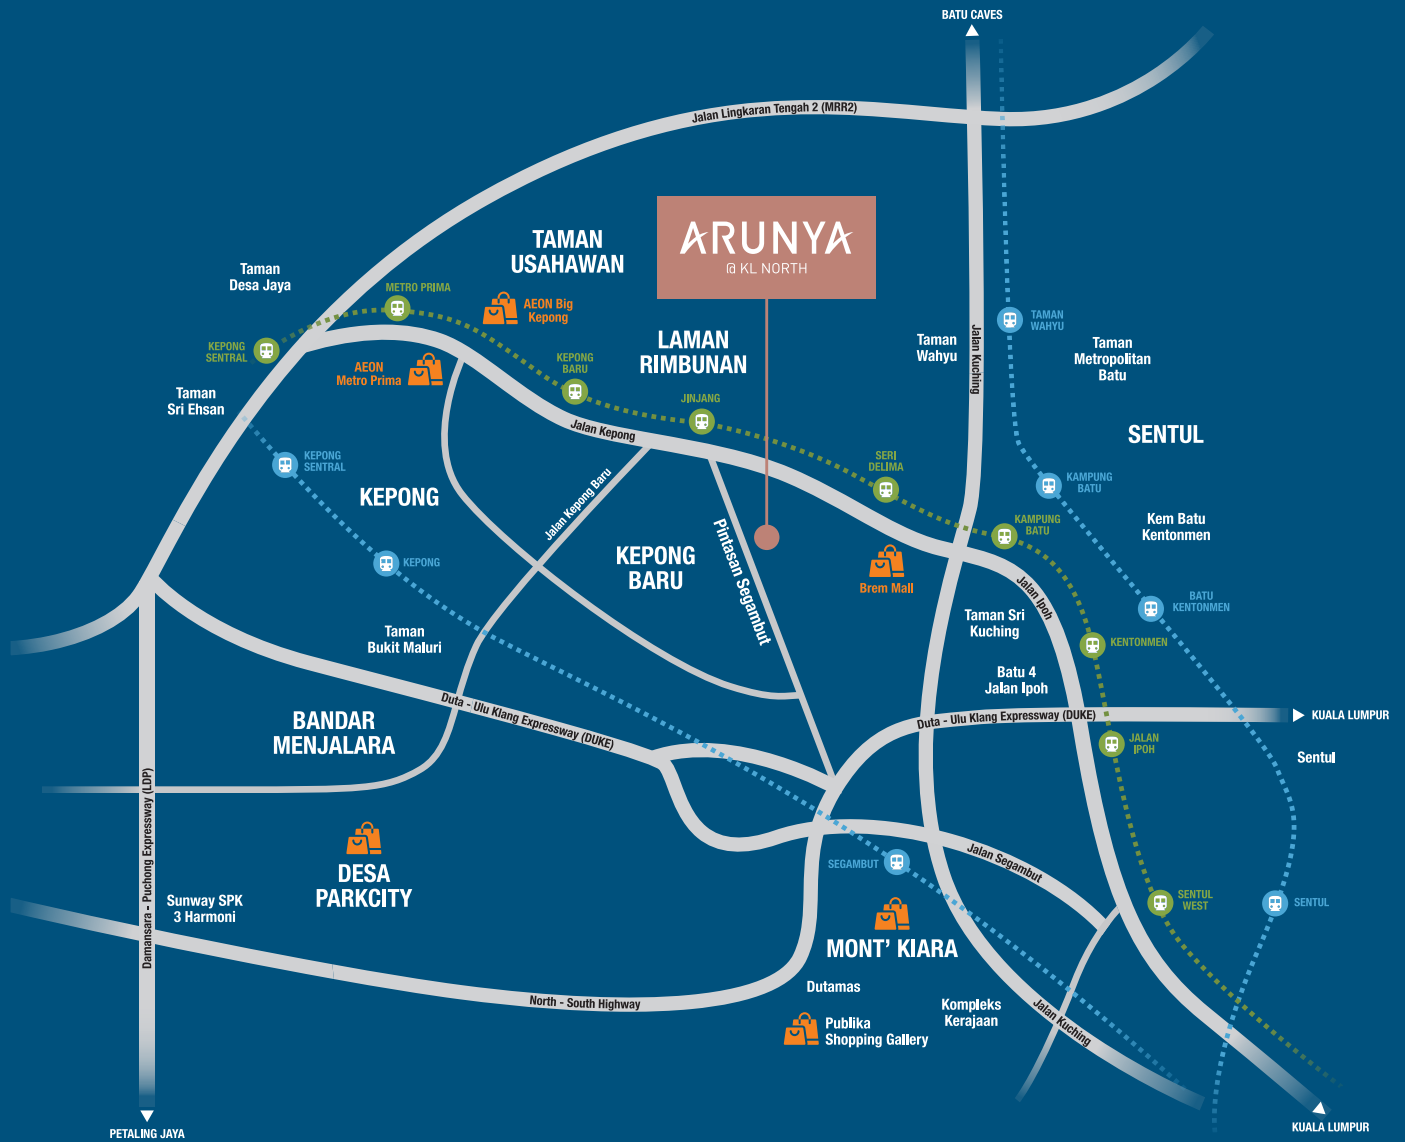 BATU CAVES
Jalan Lingkaran Tengah 2 (MRR2)
ARUNYA
@ KL NORTH
TAMAN
USAHAWAN
Taman
Desa Jaya
METRO PRIMA
AEON Big
Kepong
KEPONG
SENTRAL
AEON
Metro Prima
KEPONG
BARU
LAMAN
RIMBUNAN
JINJANG
Taman
Wahyu
Jalan Kuching
TAMAN
WAHYU
Taman
Metropolitan
Batu
Taman
Sri Ehsan
Jalan Kepong
SENTUL
KEPONG
SENTRAL
KEPONG
Jalan Kepong Baru
SERI
DELIMA
KAMPUNG
BATU
KAMPUNG
BATU
Kem Batu
Kentonmen
KEPONG
KEPONG
BARU
Pintasan Segambut
Brem Mall
Jalan Ipoh
BATU
KENTONMEN
Taman Sri
Kuching
KENTONMEN
Taman
Bukit Maluri
Batu 4
Jalan Ipoh
Duta - Ulu Klang Expressway (DUKE)
Duta - Ulu Klang Expressway (DUKE)
KUALA LUMPUR
BANDAR
MENJALARA
JALAN
IPOH
Sentul
Damansara - Puchong Expressway (LDP)
DESA
PARKCITY
SEGAMBUT
Jalan Segambut
Sunway SPK
3 Harmoni
SENTUL
WEST
SENTUL
MONT' KIARA
North - South Highway
Dutamas
Publika
Shopping Gallery
Kompleks
Kerajaan
Jalan Kuching
PETALING JAYA
KUALA LUMPUR